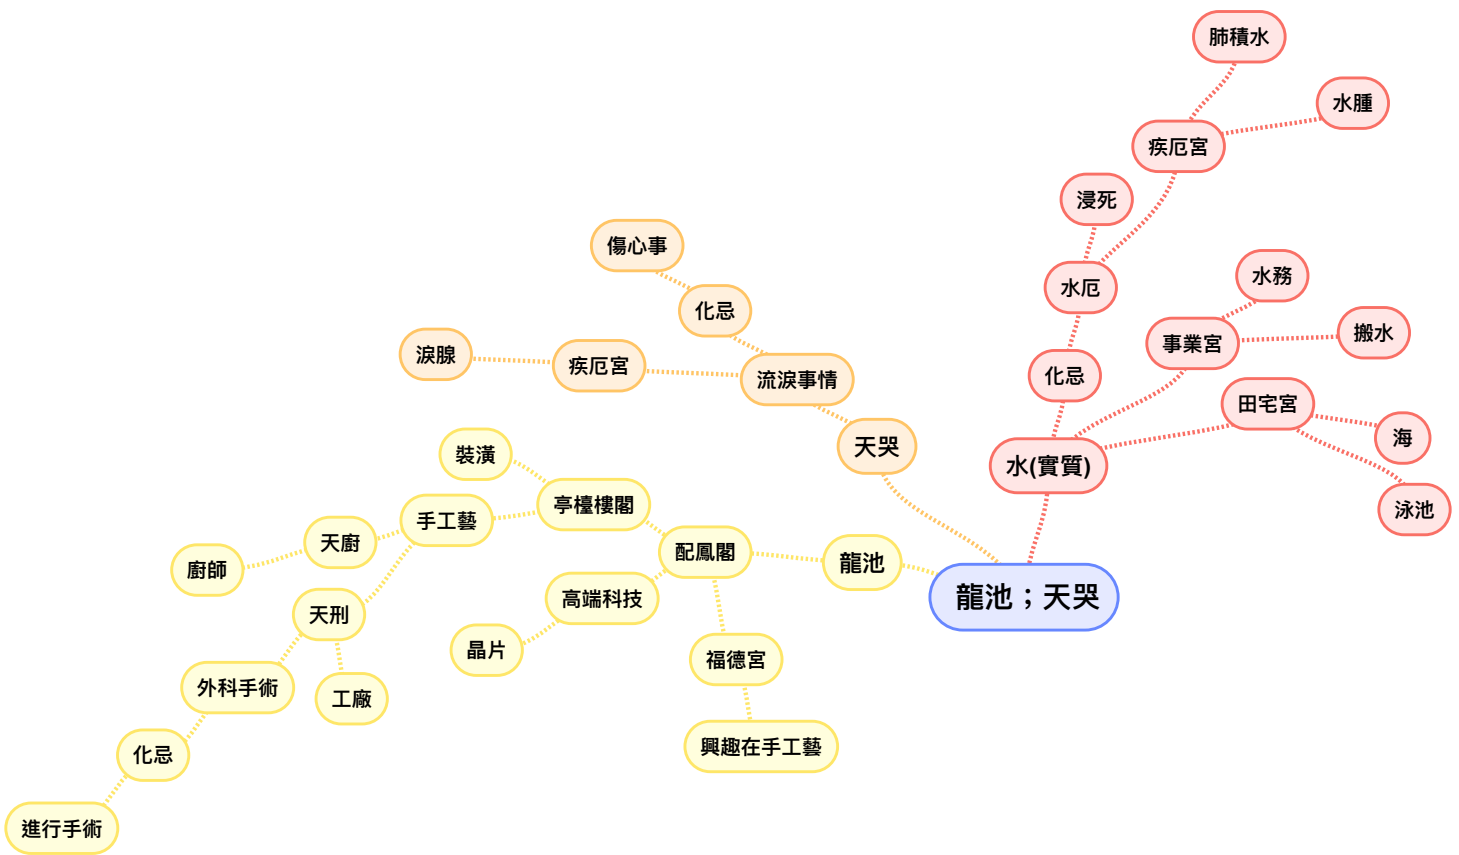 肺積水
水腫
疾厄宮
浸死
傷心事
水務
水厄
化忌
搬水
事業宮
淚腺
疾厄宮
流淚事情
化忌
田宅宮
海
天哭
水(實質)
裝潢
亭檯樓閣
泳池
手工藝
天廚
配鳳閣
龍池
廚師
高端科技
龍池；天哭
天刑
晶片
福德宮
外科手術
工廠
興趣在手工藝
化忌
進行手術